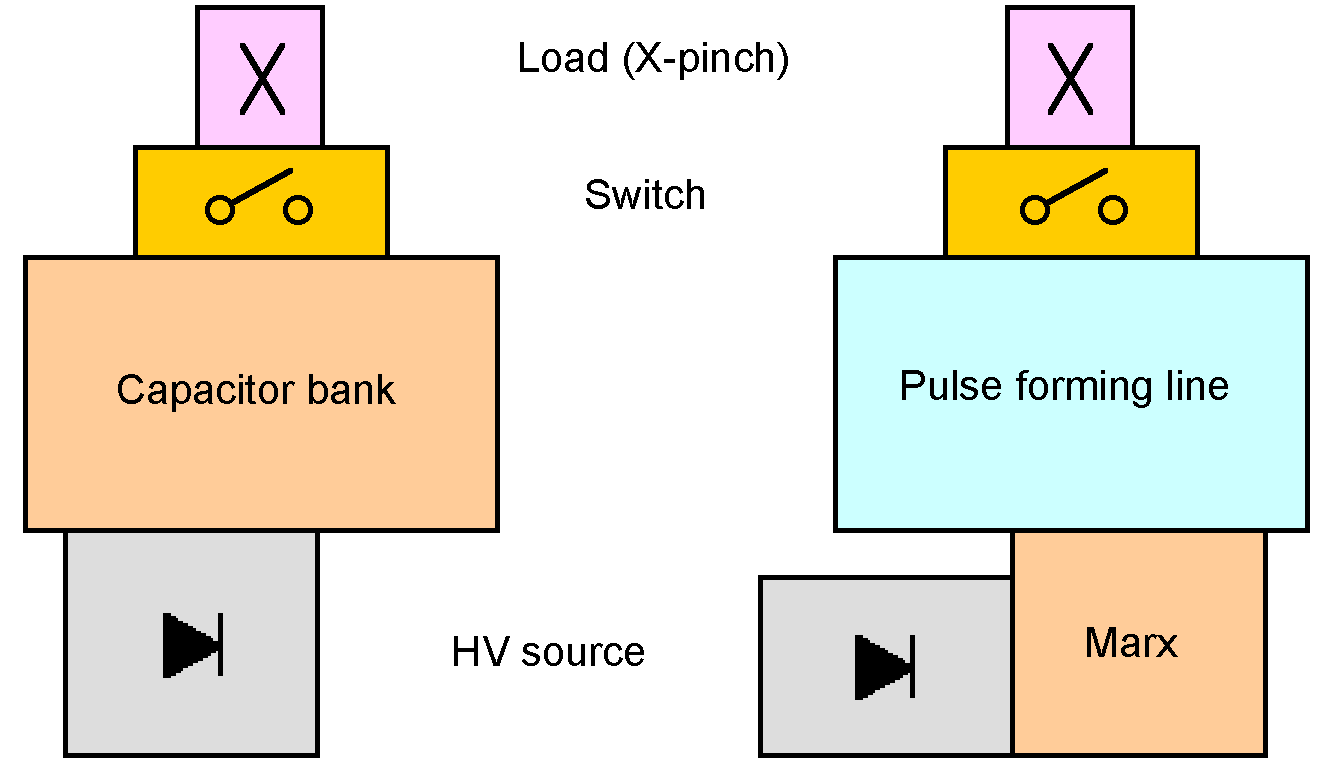 Load (X-pinch)
Switch
Capacitor bank
Pulse forming line
HV source
Marx